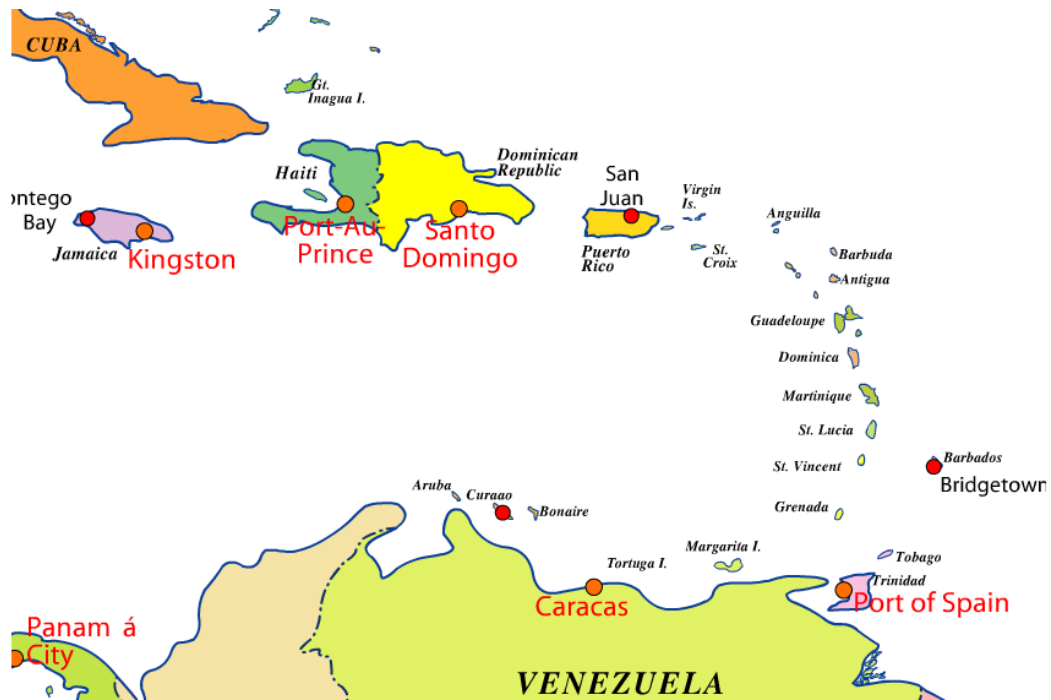 CUBA
Gt.
Inagua I.
Haiti
Dominican
Republic
San
Juan
Virgin
Is.
Anguilla
ontego
Bay
Jamaica
Kingston
Port-Au-
Prince
Santo
Domingo
Puerto
Rico
St.
Croix
Barbuda
Antigua
Guadeloupe
Dominica
Martinique
St. Lucia
St. Vincent
Barbados
Bridgetown
Grenada
Aruba
Curaao
Bonaire
Margarita I.
Tortuga I.
Tobago
Trinidad
Caracas
Port of Spain
Panam á
City
VENEZUELA